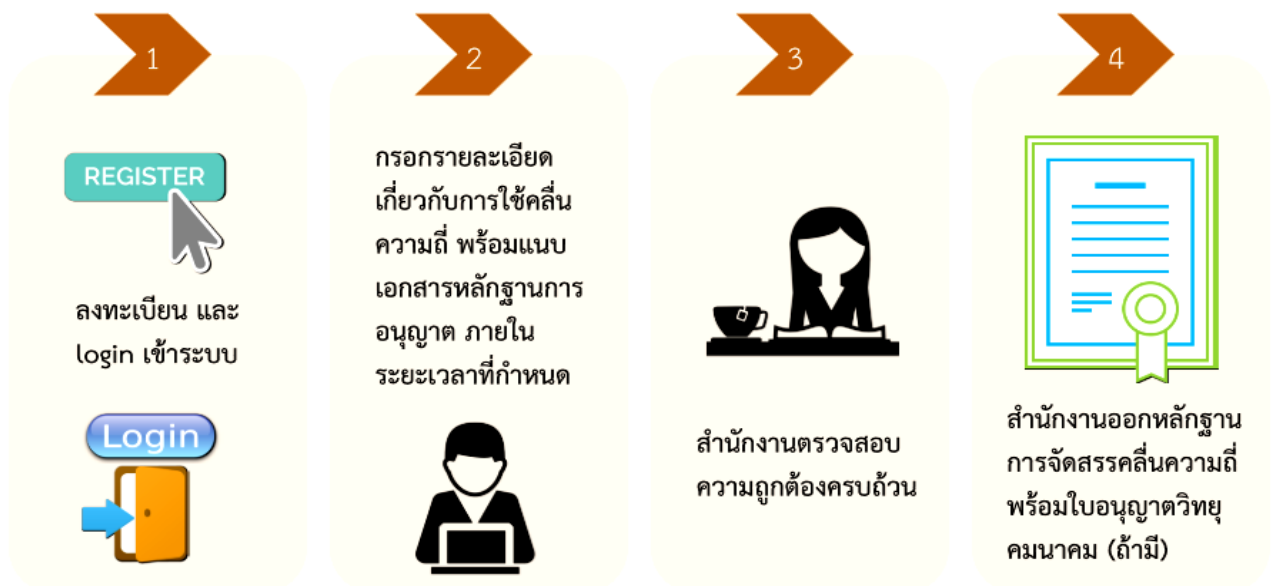 1
REGISTER
ลงทะเบียน และ
login เข้าระบบ
Login
2
กรอกรายละเอียด
เกี่ยวกับการใช้คลื่น
ความถี่ พร้อมแนบ
เอกสารหลักฐานการ
อนุญาต ภายใน
ระยะเวลาที่กำหนด
3
สำนักงานตรวจสอบ
ความถูกต้องครบถ้วน
4
สำนักงานออกหลักฐาน
การจัดสรรคลื่นความถี่
พร้อมใบอนุญาตวิทยุ
คมนาคม (ถ้ามี)